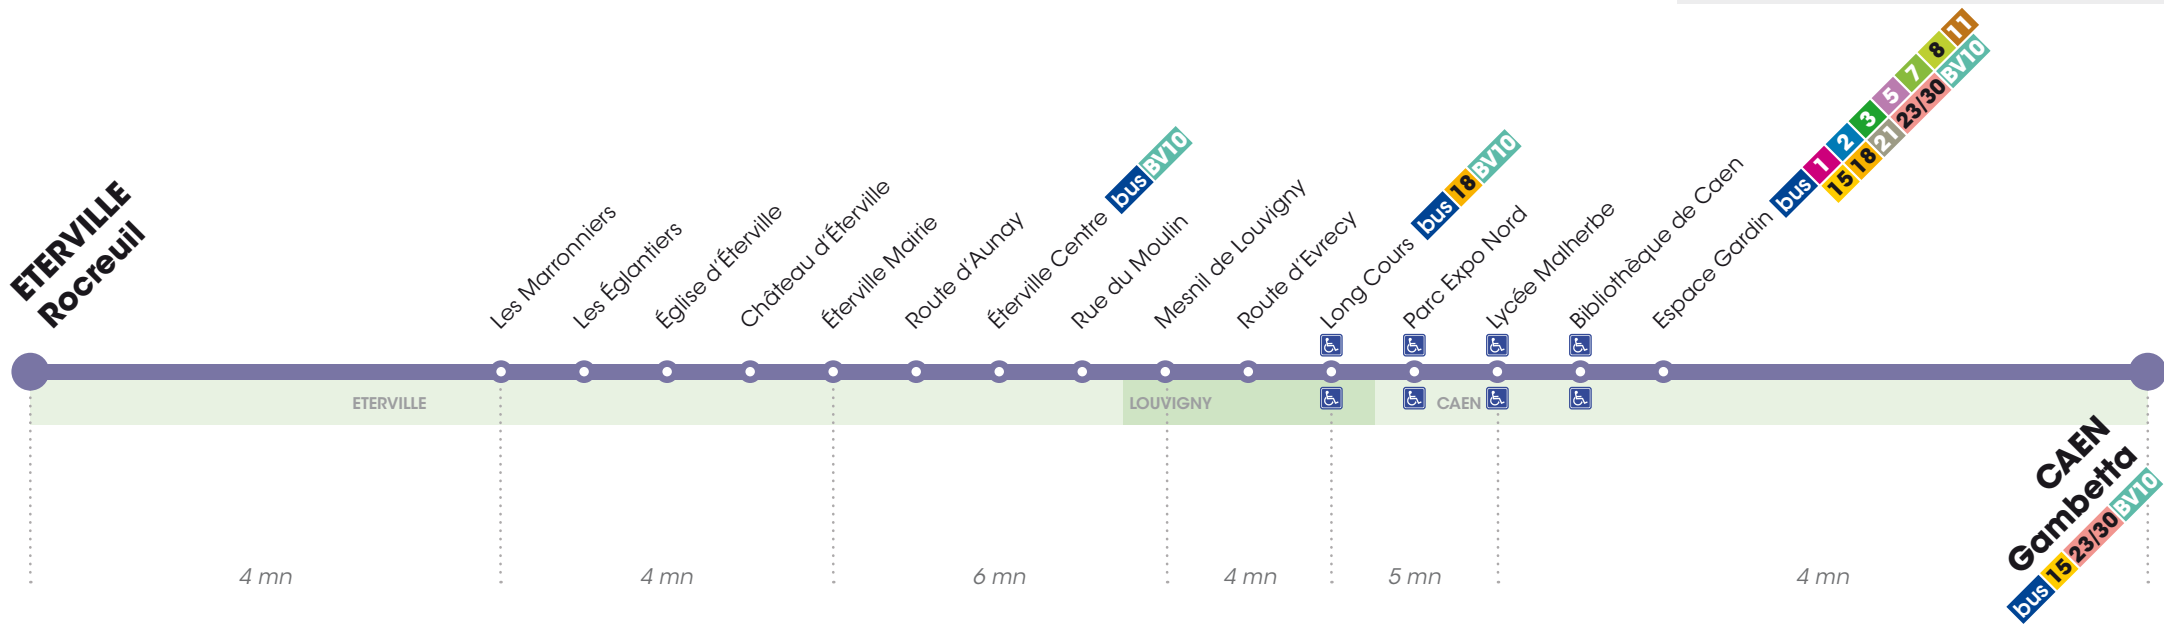 ETERVILLE
Rocreuil
Les Marronniers
Les Églantiers
Église d'Éterville
Château d'Éterville
Éterville Mairie
Route d'Aunay
Éterville Centre bus BV10
Rue du Moulin
Mesnil de Louvigny
Route d'Evrecy
Long Cours bus 18 BV10
Parc Expo Nord
Lycée Malherbe
Bibliothèque de Caen
Espace Gardin bus 1 2 3 5 7 8 11
15 18 21 23/30 BV10
ETERVILLE LOUVIGNY CAEN
CAEN
Gambetta
bus 15 23/30 BV10
4 mn 4 mn 6 mn 4 mn 5 mn 4 mn